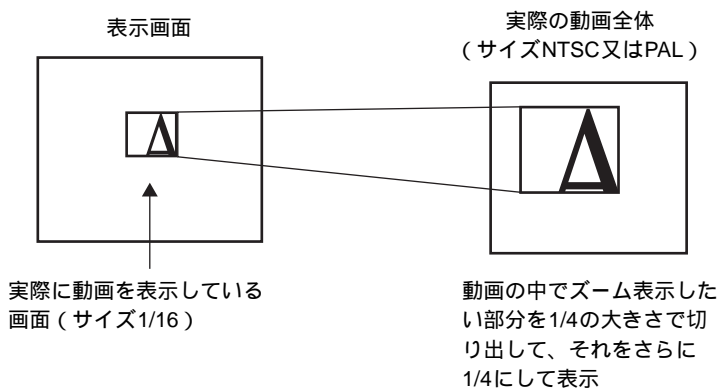 表示画面
実際の動画全体
（サイズNTSC又はPAL）
実際に動画を表示している
画面（サイズ1/16）
動画の中でズーム表示した
い部分を1/4の大きさで切
り出して、それをさらに
1/4にして表示